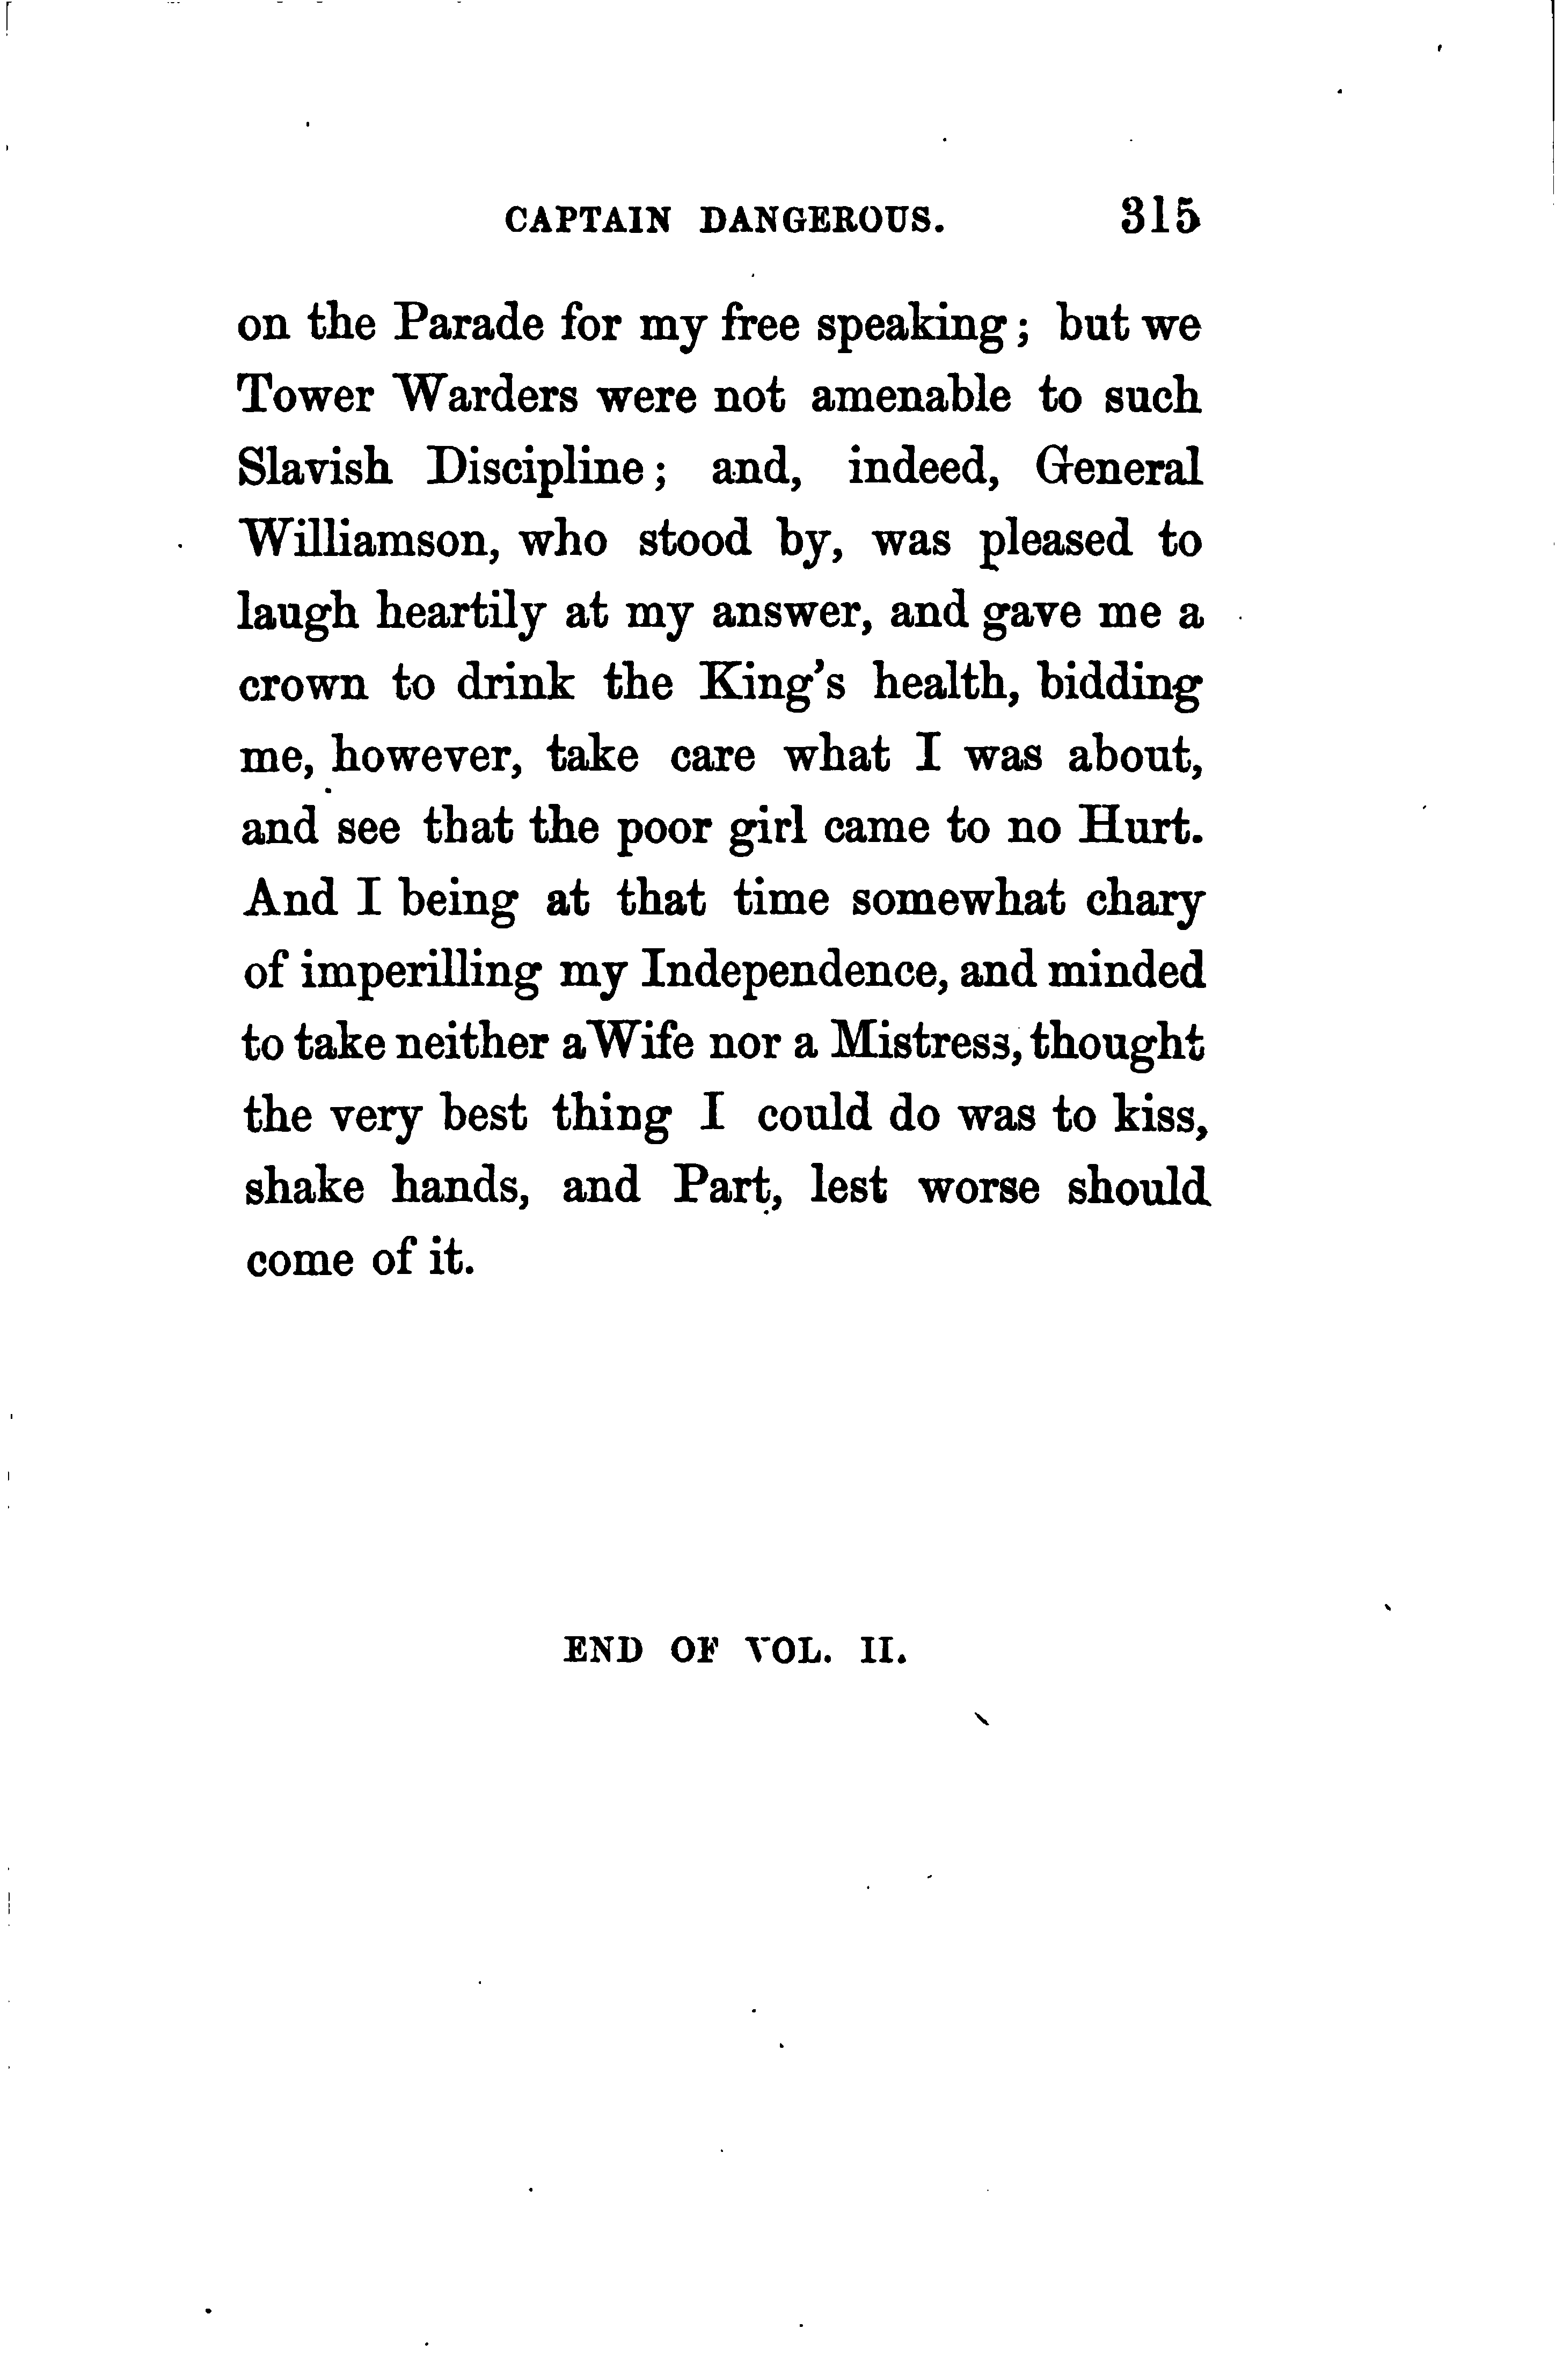 CAPTAIN DANGEROUS. 315
on the Parade for my free speaking; but we
Tower Warders were not amenable to such
Slavish Discipline; and, indeed, General
Williamson, who stood by, was pleased to
laugh heartily at my answer, and gave me a
crown to drink the King's health, bidding
me, however, take care what I was about,
and see that the poor girl came to no Hurt.
And I being at that time somewhat chary
of imperilling my Independence, and minded
to take neither a Wife nor a Mistress, thought
the very best thing I could do was to kiss,
shake hands, and Part, lest worse should
come of it.
END OF VOL. II.